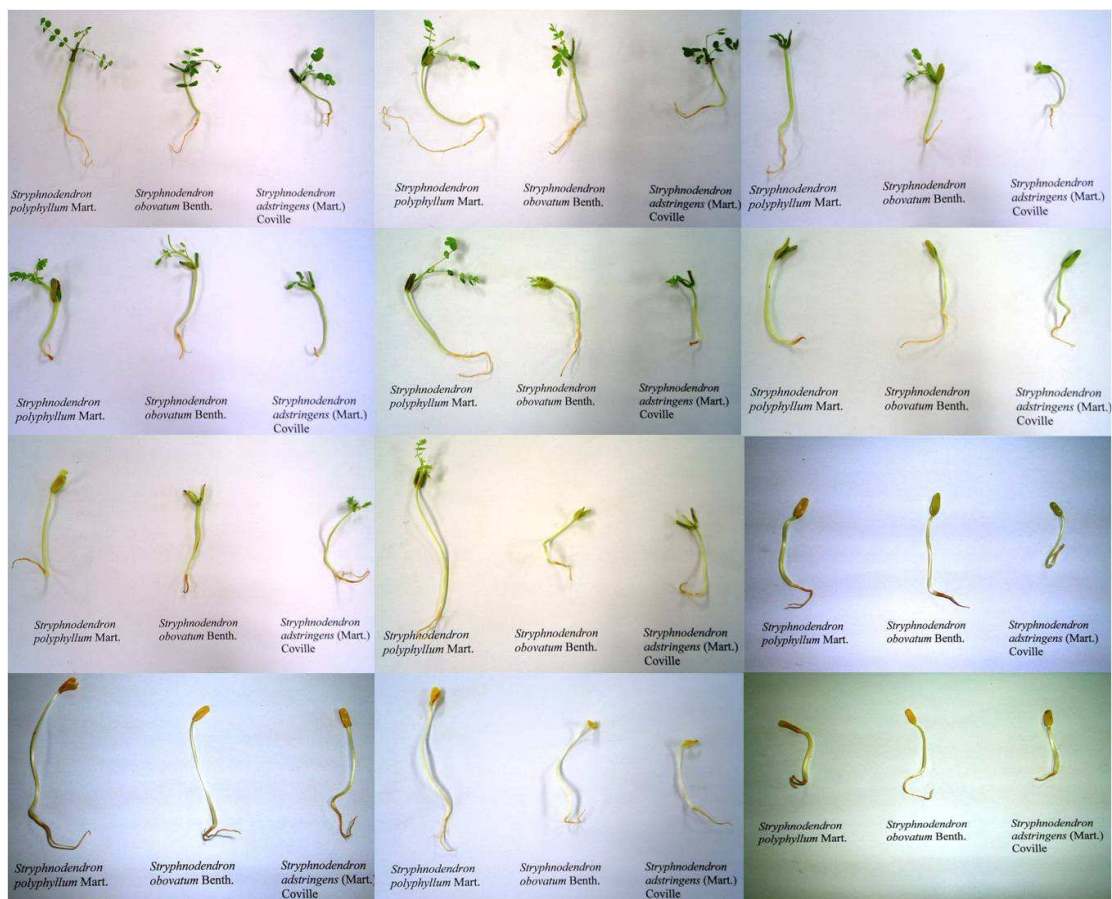 Stryphnodendron
polyphyllum Mart.
Stryphnodendron
obovatum Benth.
Stryphnodendron
adstringens (Mart.)
Coville
Stryphnodendron
polyphyllum Mart.
Stryphnodendron
obovatum Benth.
Stryphnodendron
adstringens (Mart.)
Coville
Stryphnodendron
polyphyllum Mart.
Stryphnodendron
obovatum Benth.
Stryphnodendron
adstringens (Mart.)
Coville
Stryphnodendron
polyphyllum Mart.
Stryphnodendron
obovatum Benth.
Stryphnodendron
adstringens (Mart.)
Coville
Stryphnodendron
polyphyllum Mart.
Stryphnodendron
obovatum Benth.
Stryphnodendron
adstringens (Mart.)
Coville
Stryphnodendron
polyphyllum Mart.
Stryphnodendron
obovatum Benth.
Stryphnodendron
adstringens (Mart.)
Coville
Stryphnodendron
polyphyllum Mart.
Stryphnodendron
obovatum Benth.
Stryphnodendron
adstringens (Mart.)
Coville
Stryphnodendron
polyphyllum Mart.
Stryphnodendron
obovatum Benth.
Stryphnodendron
adstringens (Mart.)
Coville
Stryphnodendron
polyphyllum Mart.
Stryphnodendron
obovatum Benth.
Stryphnodendron
adstringens (Mart.)
Coville
Stryphnodendron
polyphyllum Mart.
Stryphnodendron
obovatum Benth.
Stryphnodendron
adstringens (Mart.)
Coville
Stryphnodendron
polyphyllum Mart.
Stryphnodendron
obovatum Benth.
Stryphnodendron
adstringens (Mart.)
Coville
Stryphnodendron
polyphyllum Mart.
Stryphnodendron
obovatum Benth.
Stryphnodendron
adstringens (Mart.)
Coville